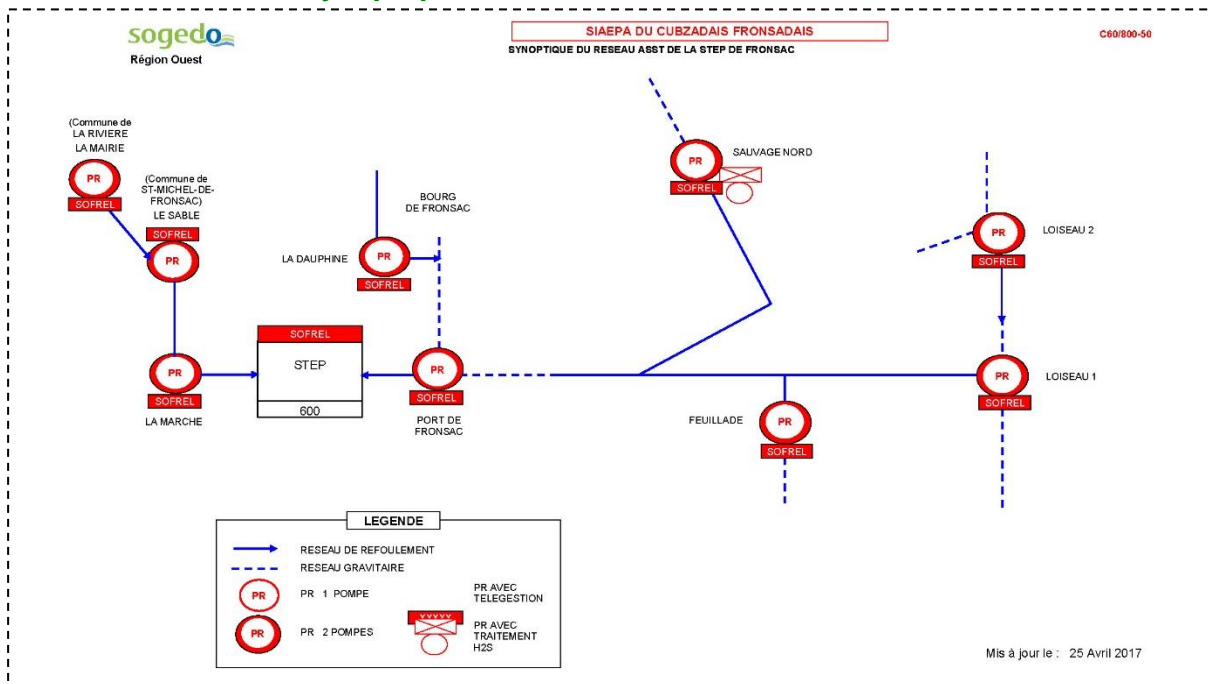 sogedo
Région Ouest
SIAEPA DU CUBZADAIS FRONSADAIS
SYNOPTIQUE DU RESEAU ASST DE LA STEP DE FRONSAC
C60/800-50
(Commune de
LA RIVIERE
LA MAIRIE
PR
SOFREL
(Commune de
ST-MICHEL-DE-
FRONSAC)
LE SABLE
SOFREL
PR
BOURG
DE FRONSAC
LA DAUPHINE
PR
SOFREL
PR
SOFREL
SAUVAGE NORD
PR
SOFREL
LOISEAU 2
PR
SOFREL
LA MARCHE
SOFREL
STEP
600
PR
SOFREL
PORT DE
FRONSAC
FEUILLADE
PR
SOFREL
PR
SOFREL
LOISEAU 1
LEGENDE
RESEAU DE REFOULEMENT
RESEAU GRAVITAIRE
PR
PR 1 POMPE
PR AVEC
TELEGESTION
PR
PR 2 POMPES
PR AVEC
TRAITEMENT
H2S
Mis à jour le : 25 Avril 2017